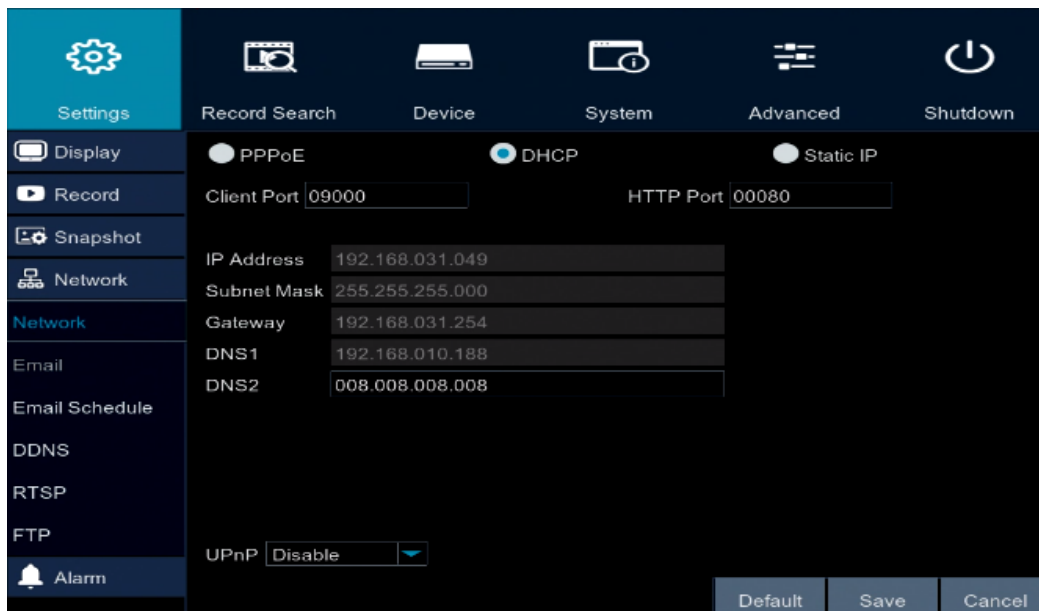 Settings Record Search Device System Advanced Shutdown
Display
PPPoE DHCP Static IP
Record
Client Port 09000 HTTP Port 00080
Snapshot
IP Address 192.168.031.049
Network
Subnet Mask 255.255.255.000
Network
Gateway 192.168.031.254
DNS1 192.168.010.188
Email
DNS2 008.008.008.008
Email Schedule
DDNS
RTSP
FTP
UPnP Disable
Alarm
Default Save Cancel